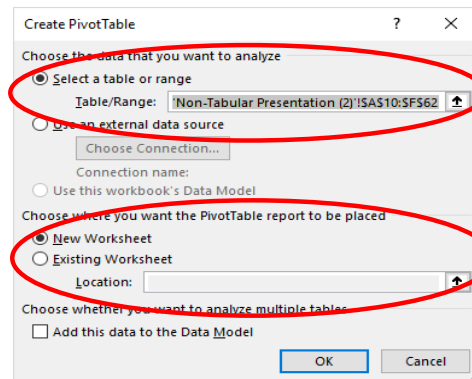 Create PivotTable ? ×
Choose the data that you want to analyze
Select a table or range
Table/Range: 'Non-Tabular Presentation (2)'!$A$10:$F$62
Use an external data source
Choose Connection...
Connection name:
Use this workbook's Data Model
Choose where you want the PivotTable report to be placed
New Worksheet
Existing Worksheet
Location:
Choose whether you want to analyze multiple tables
Add this data to the Data Model
OK Cancel